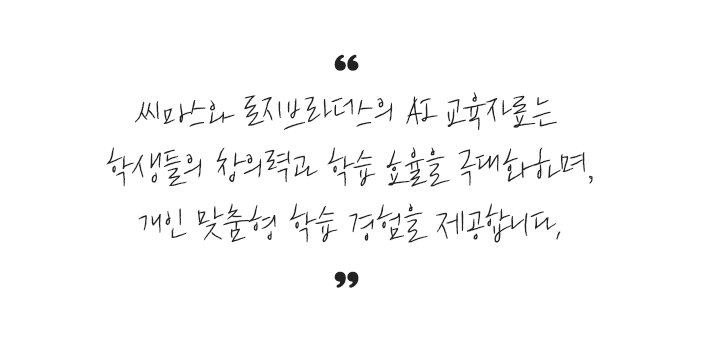 “
씨마스와 로지브라더스의 AI 교육자료는
학생들의 창의력과 학습 효율을 극대화하며,
개인 맞춤형 학습 경험을 제공합니다,
”